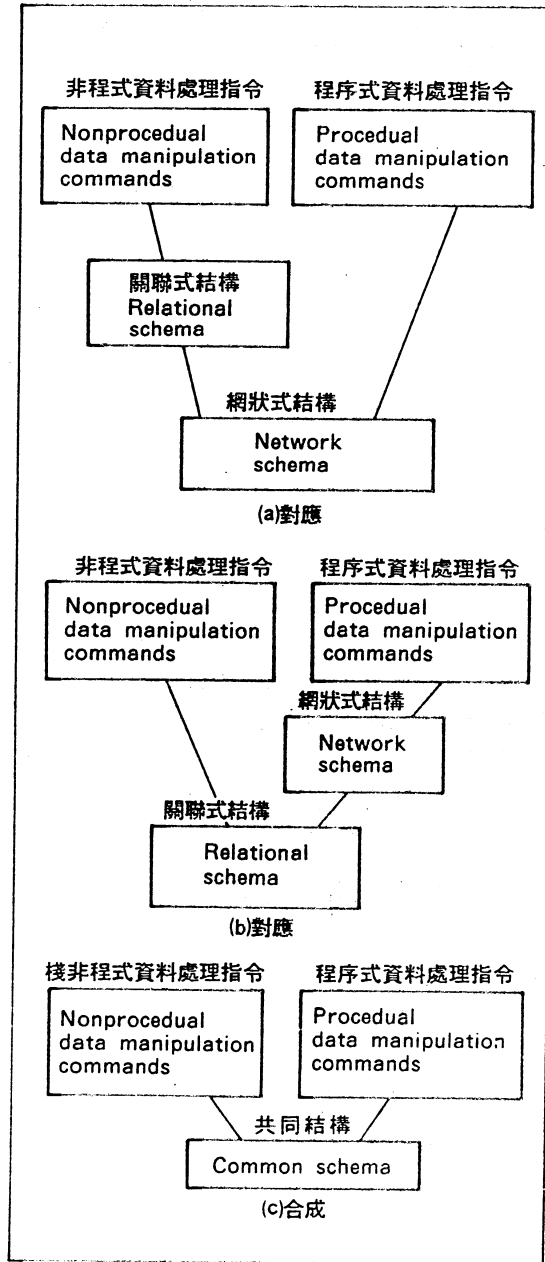 非程式資料處理指令
程序式資料處理指令
Nonprocedual
data manipulation
commands
Procedual
data manipulation
commands
關聯式結構
Relational
schema
網狀式結構
Network
schema
(a)對應
非程式資料處理指令
程序式資料處理指令
Nonprocedual
data manipulation
commands
Procedual
data manipulation
commands
網狀式結構
Network
schema
關聯式結構
Relational
schema
(b)對應
棧非程式資料處理指令
程序式資料處理指令
Nonprocedual
data manipulation
commands
Procedual
data manipulation
commands
共同結構
Common schema
(c)合成